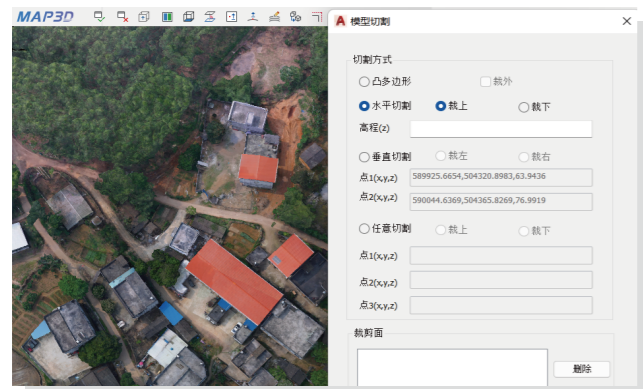 MAP3D
模型切割
切割方式
凸多边形 裁外
水平切割 裁上 裁下
高程(z)
垂直切割 裁左 裁右
点1(x,y,z) 589925.6654,504320.8983,63.9436
点2(x,y,z) 590044.6369,504365.8269,76.9919
任意切割 裁上 裁下
点1(x,y,z)
点2(x,y,z)
点3(x,y,z)
裁剪面
删除